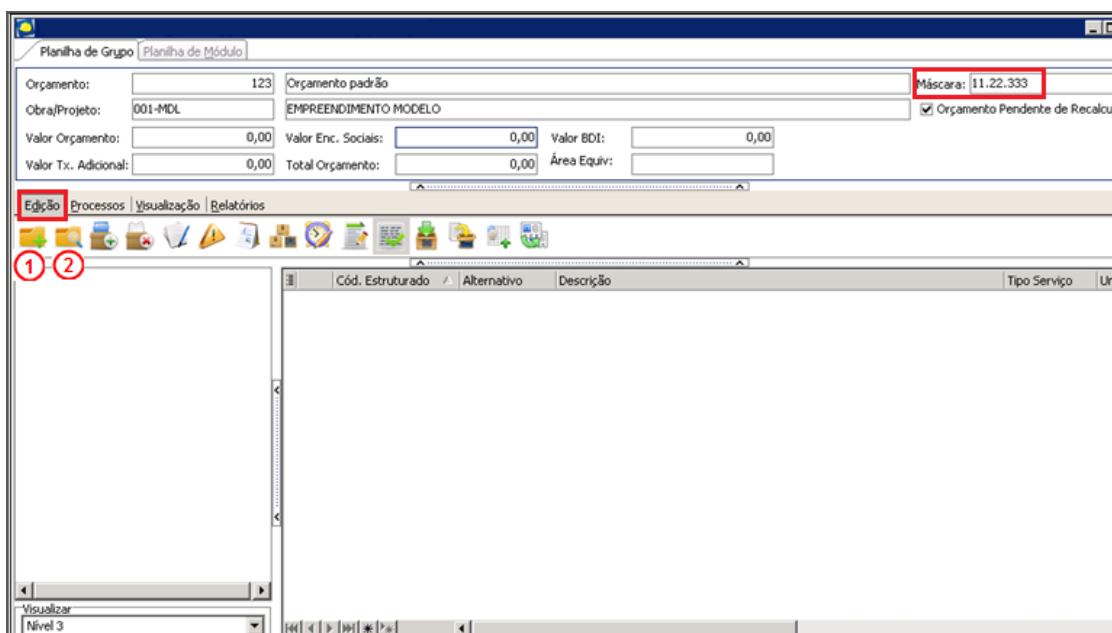 Planilha de Grupo Planilha de Módulo
Orçamento: 123 Orçamento padrão Máscara: 11.22.333
Obra/Projeto: 001-MDL EMPREENDIMENTO MODELO Orçamento Pendente de Recalcu
Valor Orçamento: 0,00 Valor Enc. Sociais: 0,00 Valor BDI: 0,00
Valor Tx. Adicional: 0,00 Total Orçamento: 0,00 Área Equiv:
Edição Processos Visualização Relatórios
1 2
Cód. Estruturado Alternativo Descrição Tipo Serviço Un
Visualizar
Nível 3